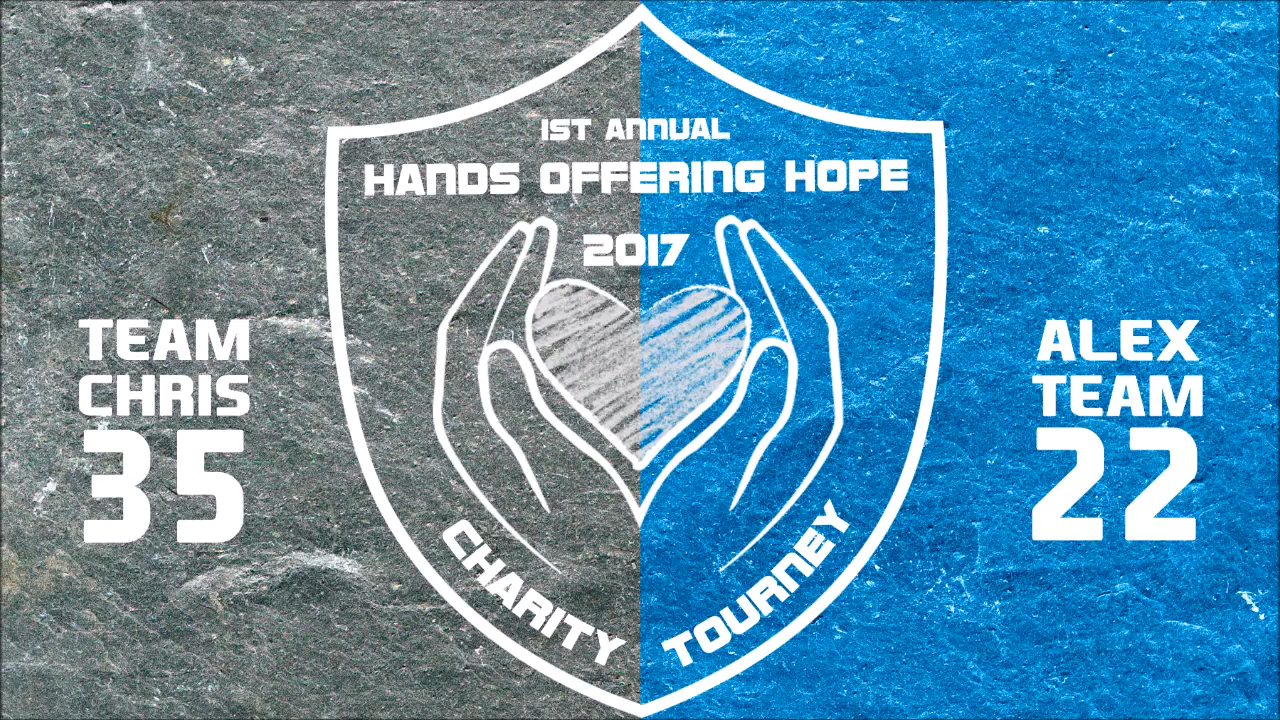 1ST ANNUAL
HANDS OFFERING HOPE
2017
TEAM
CHRIS
35
ALEX
TEAM
22
CHARITY TOURNEY